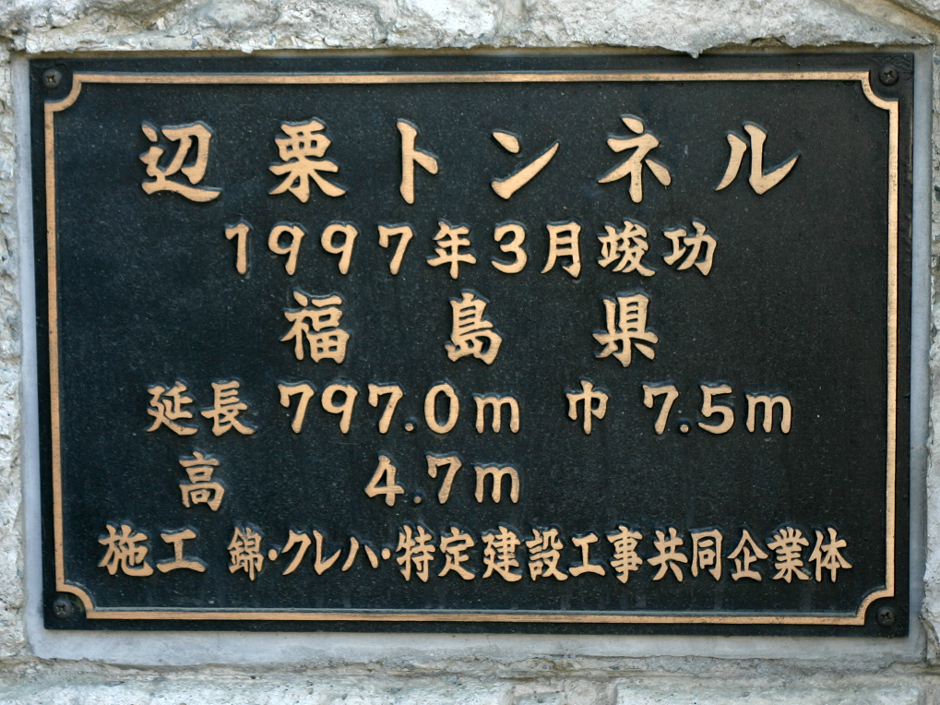 辺栗トンネル
1997年3月竣功
福島県
延長 797.0m 巾 7.5m
高 4.7m
施工 錦・クレハ・特定建設工事共同企業体